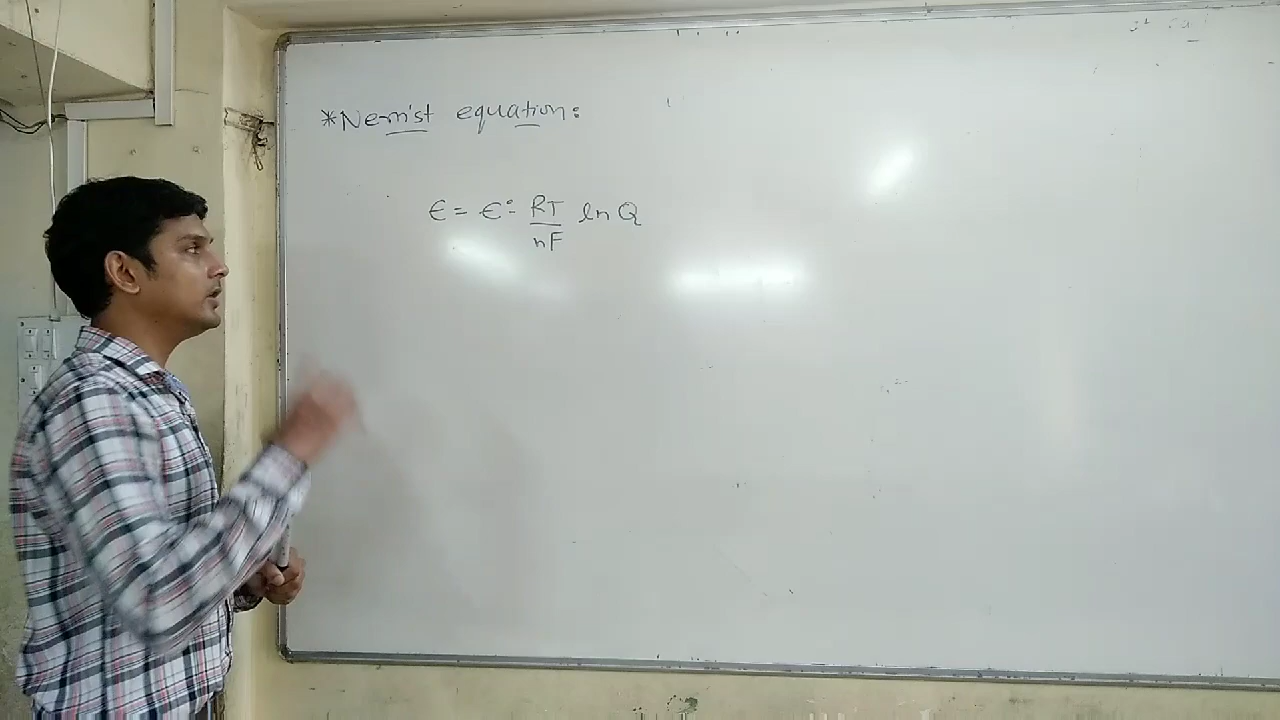 *Nernst equation:
E = E° - RT/nF ln Q